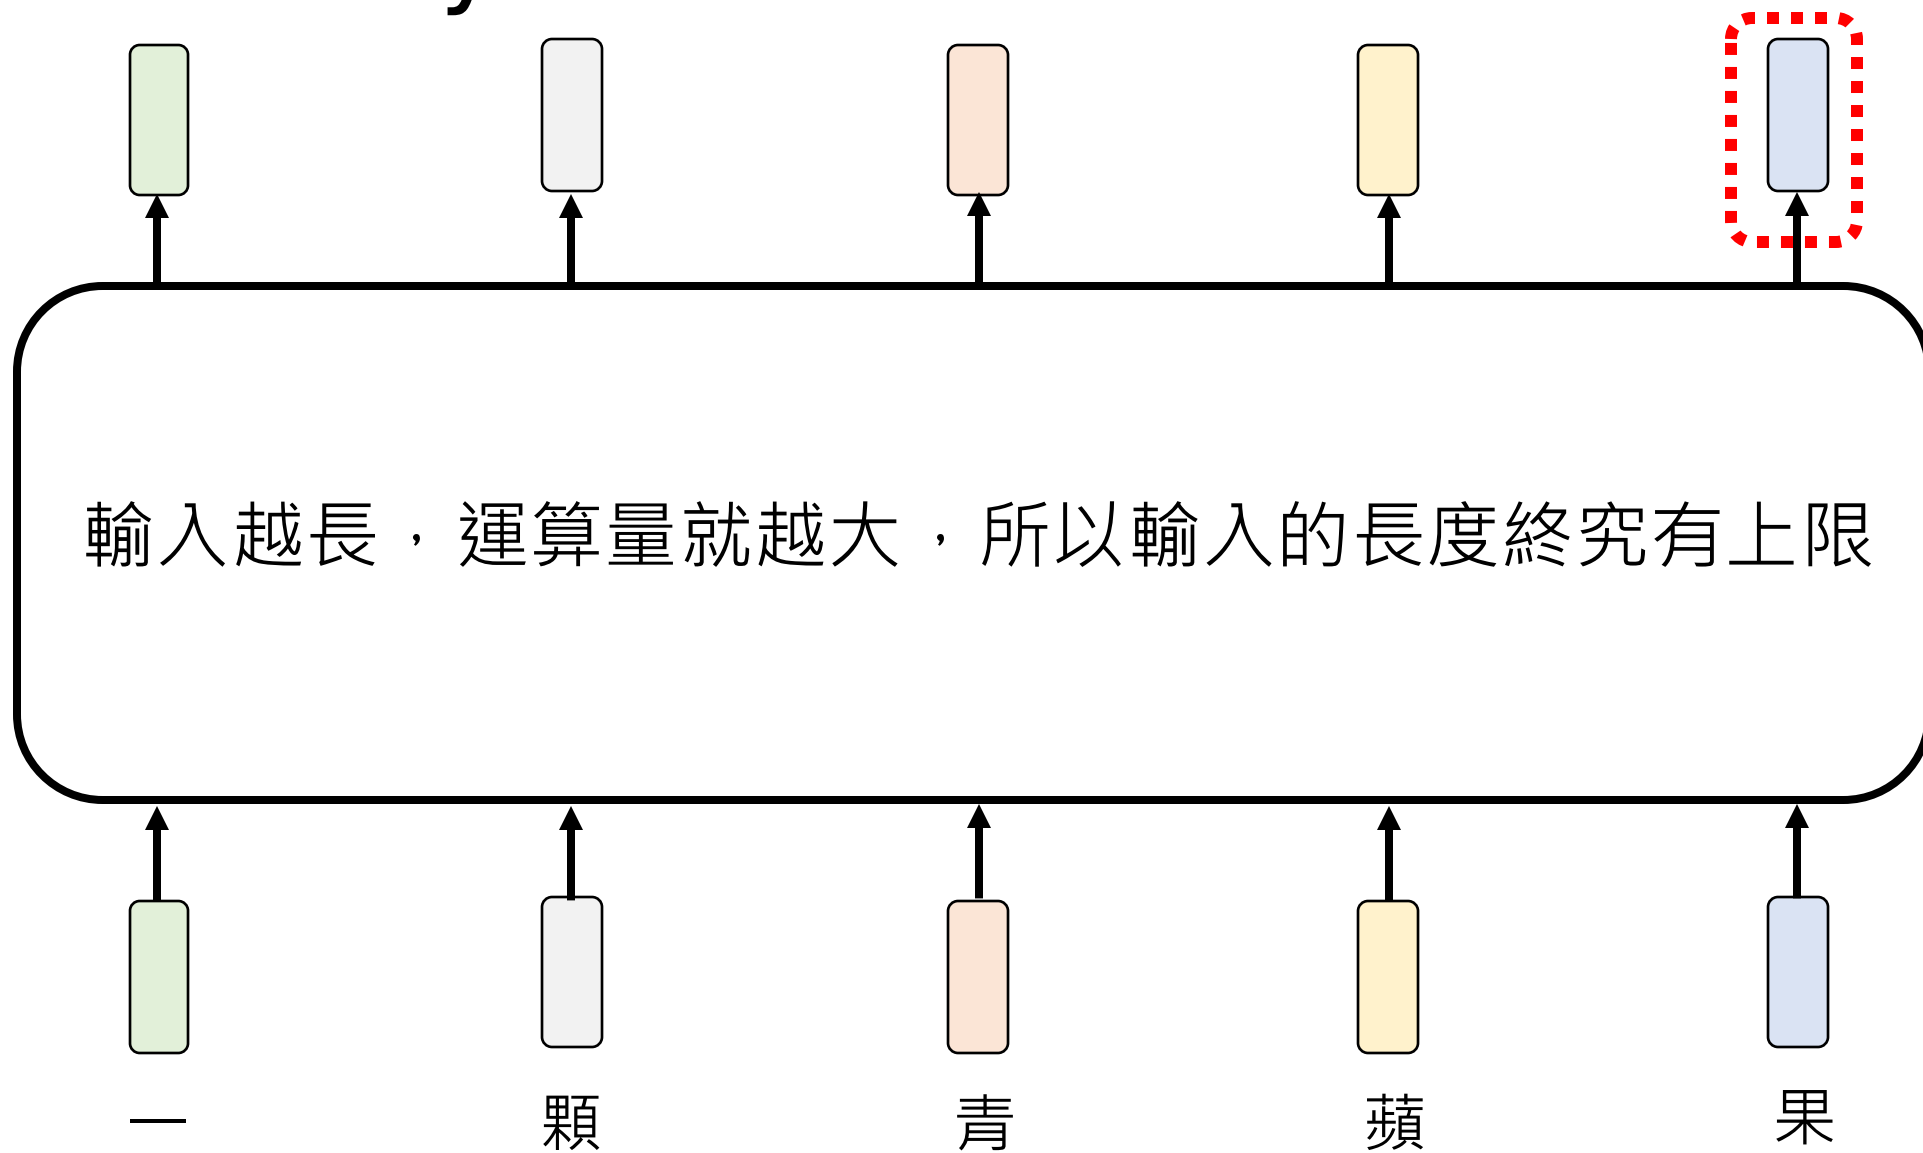 輸入越長，運算量就越大，所以輸入的長度終究有上限
一 顆 青 蘋 果